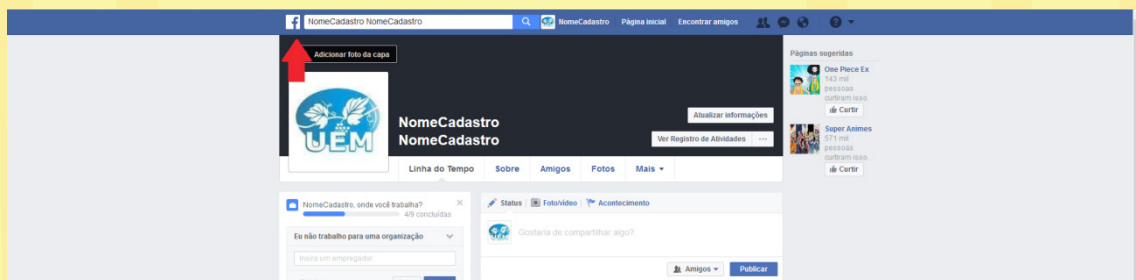 f NomeCadastro NomeCadastro NomeCadastro Página inicial Encontrar amigos ?
Adicionar foto da capa
UEM
NomeCadastro
NomeCadastro
Atualizar informações
Ver Registro de Atividades ...
Linha do Tempo Sobre Amigos Fotos Mais
Páginas sugeridas
One Piece Ex
143 mil
pessoas
curtiram isso.
Curtir
Super Animes
571 mil
pessoas
curtiram isso.
Curtir
NomeCadastro, onde você trabalha?
4/9 concluídas
Eu não trabalho para uma organização
Insira um empregador
Status Foto/vídeo Acontecimento
Gostaria de compartilhar algo?
Amigos Publicar